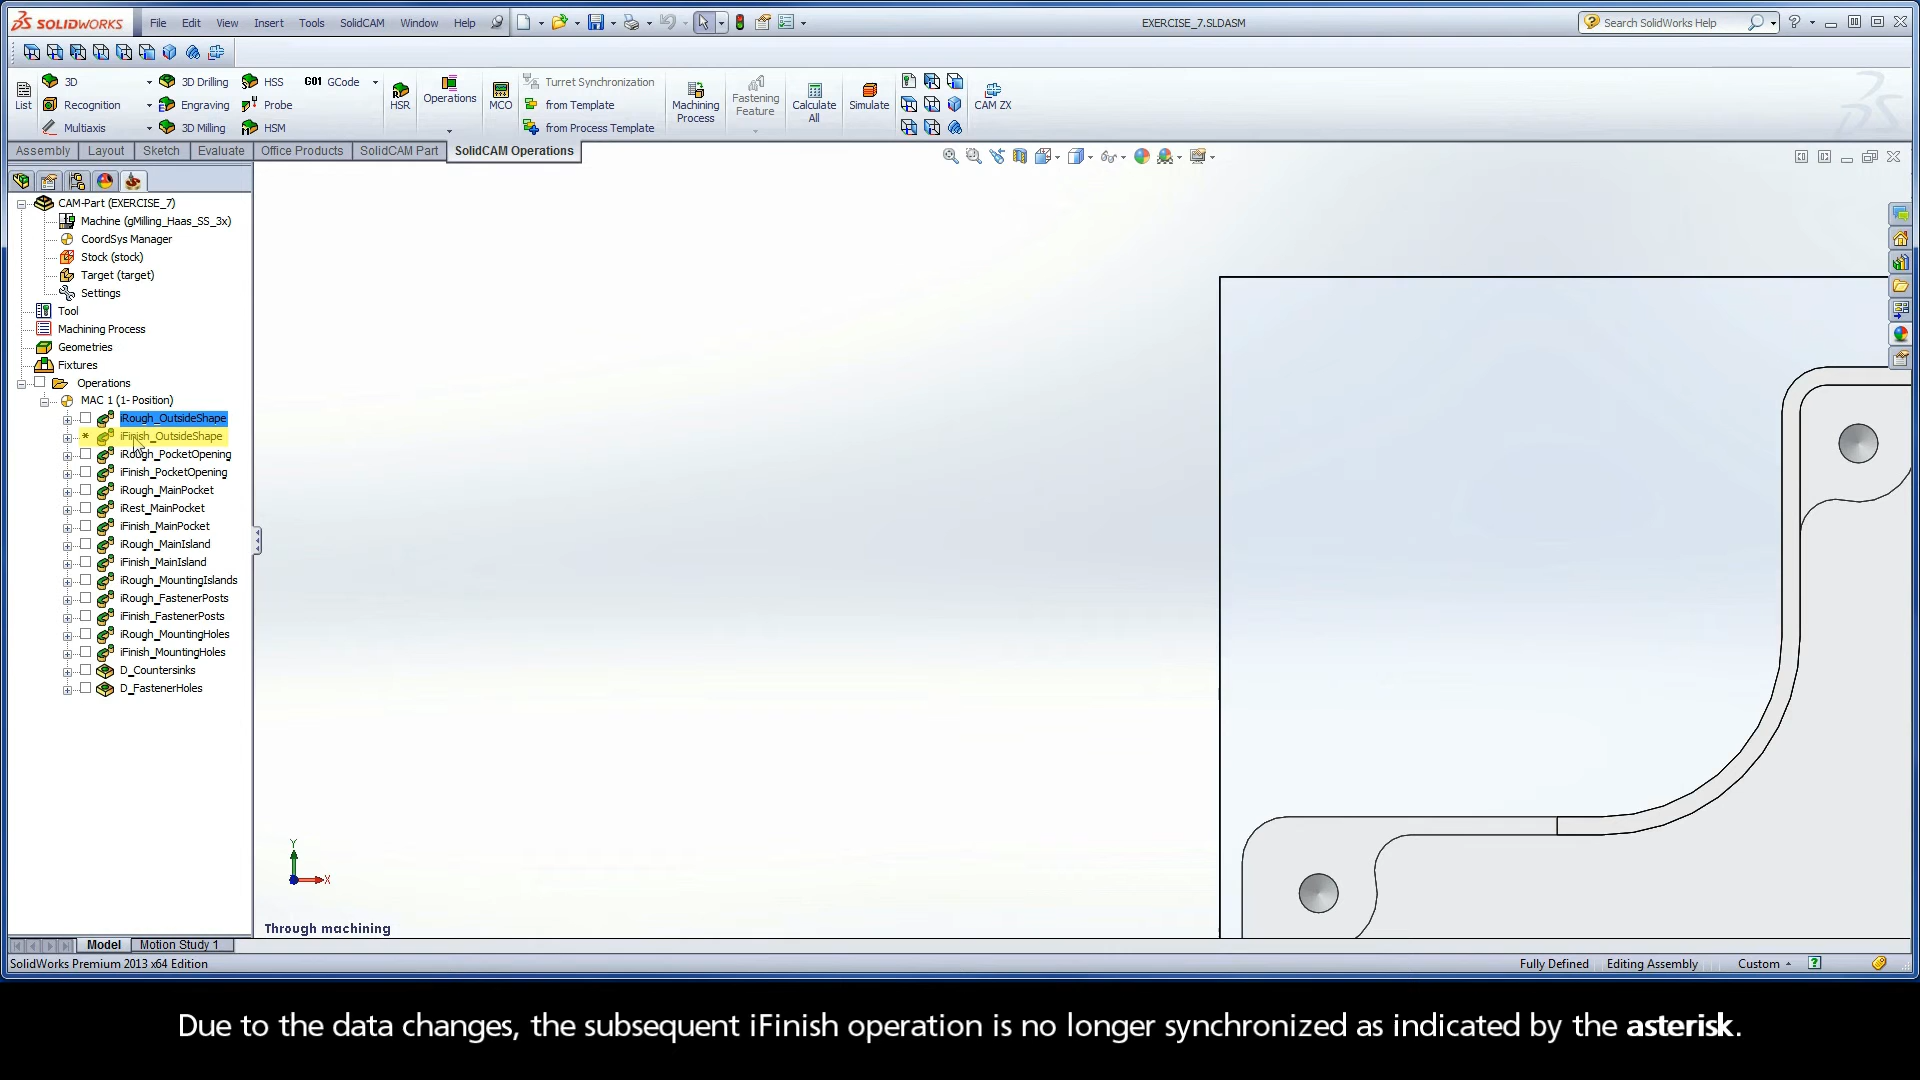 SOLIDWORKS File Edit View Insert Tools SolidCAM Window Help EXERCISE_7.SLDASM Search SolidWorks Help
3D 3D Drilling HSS G01 GCode Turret Synchronization
List Recognition Engraving Probe HSR Operations MCO from Template Machining Process Fastening Feature Calculate All Simulate CAM ZX
Multiaxis 3D Milling HSM from Process Template
Assembly Layout Sketch Evaluate Office Products SolidCAM Part SolidCAM Operations
CAM-Part (EXERCISE_7)
Machine (gMilling_Haas_SS_3x)
CoordSys Manager
Stock (stock)
Target (target)
Settings
Tool
Machining Process
Geometries
Fixtures
Operations
MAC 1 (1- Position)
iRough_OutsideShape
* iFinish_OutsideShape
iRough_PocketOpening
iFinish_PocketOpening
iRough_MainPocket
iRest_MainPocket
iFinish_MainPocket
iRough_MainIsland
iFinish_MainIsland
iRough_MountingIslands
iRough_FastenerPosts
iFinish_FastenerPosts
iRough_MountingHoles
iFinish_MountingHoles
D_Countersinks
D_FastenerHoles
Y
X
Through machining
Model Motion Study 1
SolidWorks Premium 2013 x64 Edition Fully Defined Editing Assembly Custom
Due to the data changes, the subsequent iFinish operation is no longer synchronized as indicated by the asterisk.